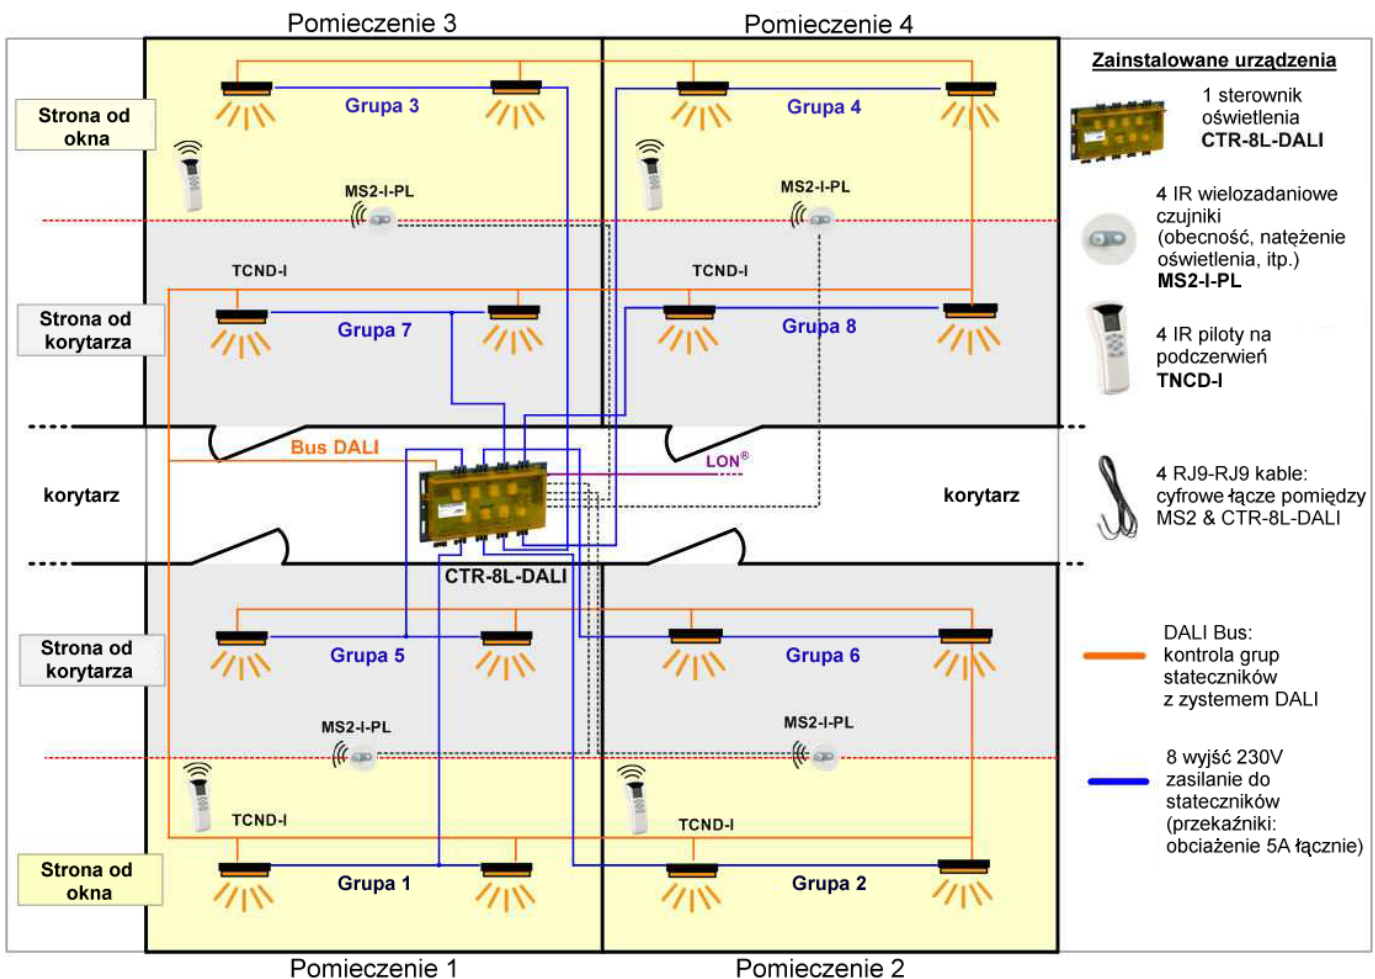 Pomieczenie 3
Pomieczenie 4
Strona od
okna
Grupa 3
Grupa 4
MS2-I-PL
MS2-I-PL
TCND-I
TCND-I
Strona od
korytarza
Grupa 7
Grupa 8
Bus DALI
LON®
korytarz
korytarz
CTR-8L-DALI
Strona od
korytarza
Grupa 5
Grupa 6
MS2-I-PL
MS2-I-PL
TCND-I
TCND-I
Strona od
okna
Grupa 1
Grupa 2
Pomieczenie 1
Pomieczenie 2
Zainstalowane urządzenia
1 sterownik
oświetlenia
CTR-8L-DALI
4 IR wielozadaniowe
czujniki
(obecność, natężenie
oświetlenia, itp.)
MS2-I-PL
4 IR piloty na
podczerwień
TNCD-I
4 RJ9-RJ9 kable:
cyfrowe łącze pomiędzy
MS2 & CTR-8L-DALI
DALI Bus:
kontrola grup
stateczników
z zystemem DALI
8 wyjść 230V
zasilanie do
stateczników
(przekaźniki:
obciażenie 5A łącznie)